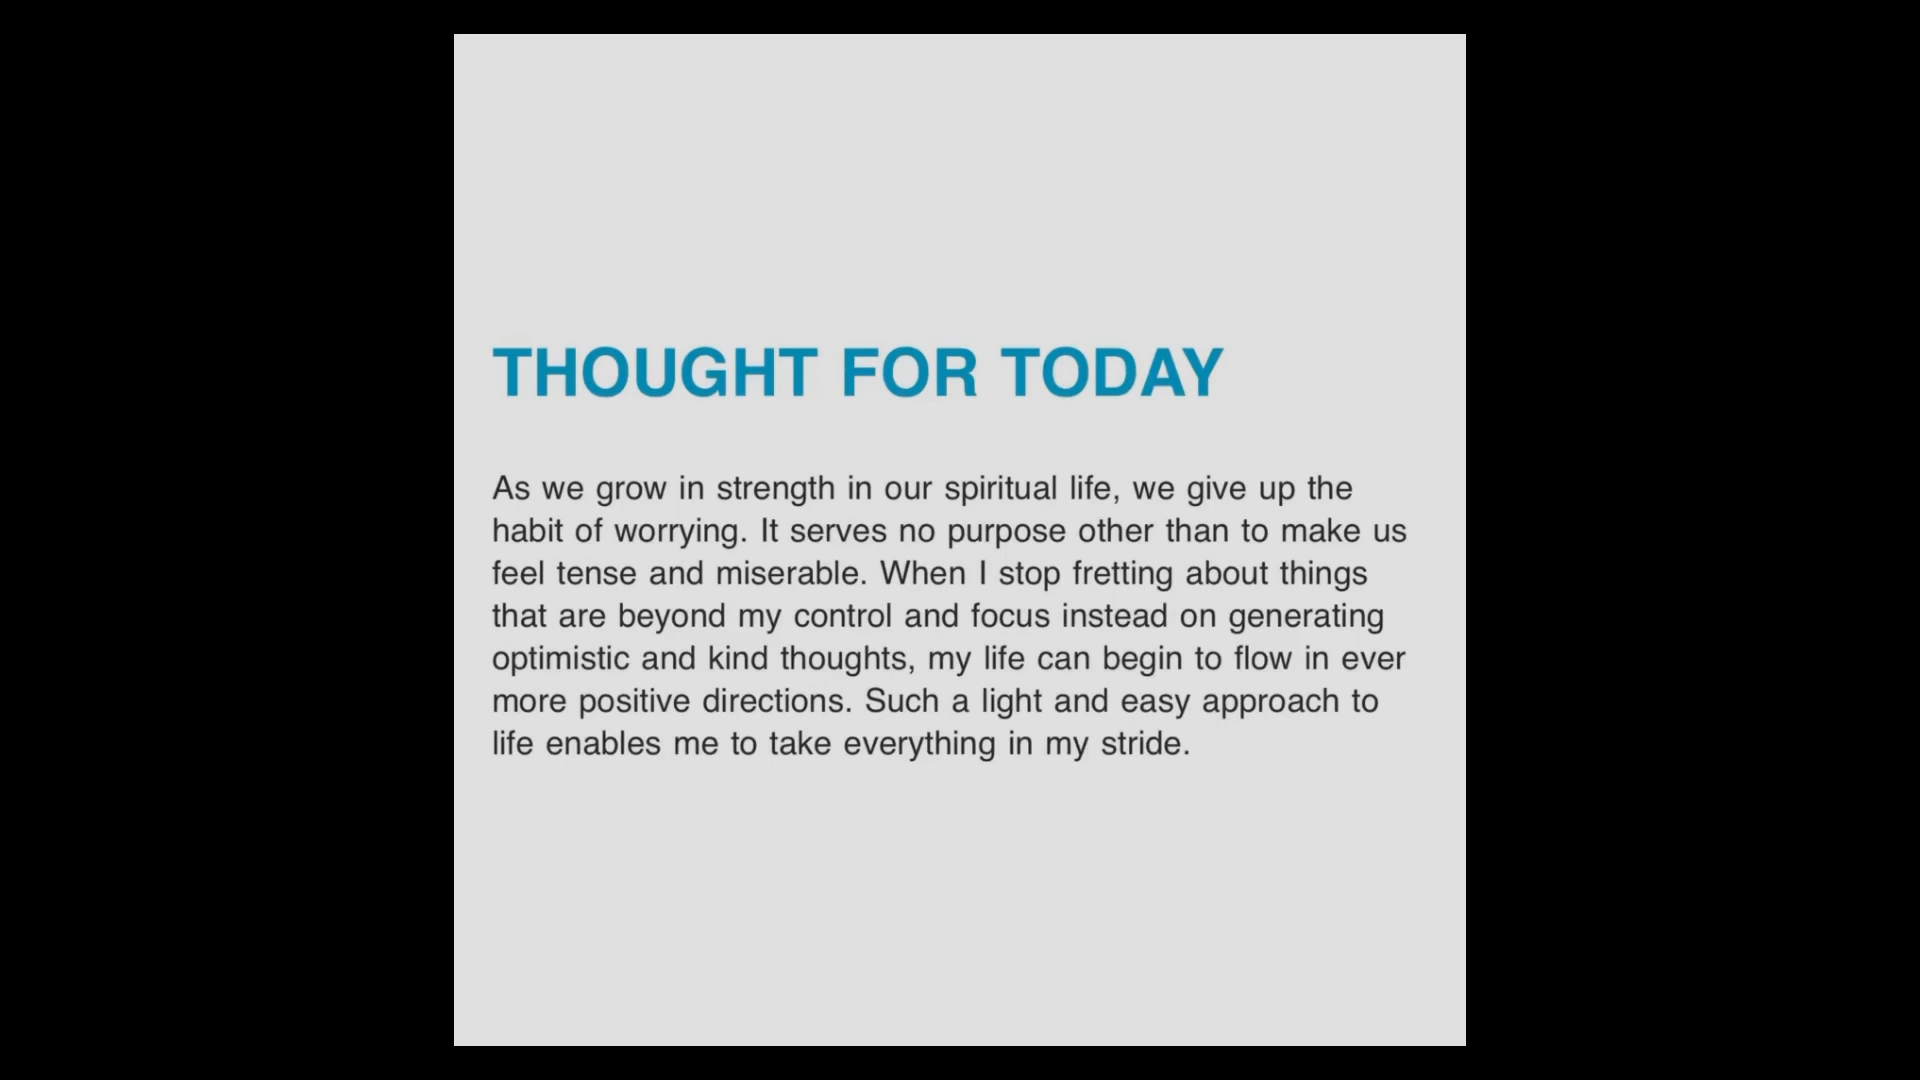 THOUGHT FOR TODAY
As we grow in strength in our spiritual life, we give up the
habit of worrying. It serves no purpose other than to make us
feel tense and miserable. When I stop fretting about things
that are beyond my control and focus instead on generating
optimistic and kind thoughts, my life can begin to flow in ever
more positive directions. Such a light and easy approach to
life enables me to take everything in my stride.